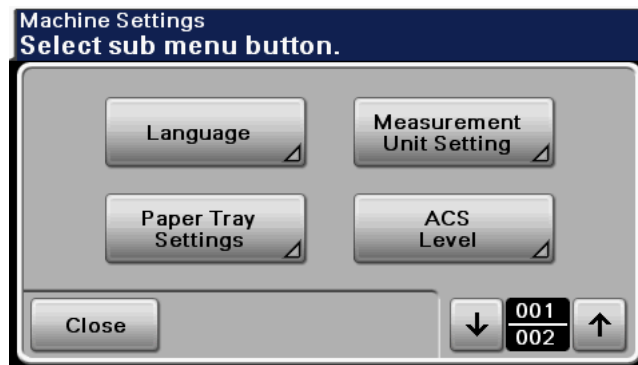 Machine Settings
Select sub menu button.
Language
Measurement
Unit Setting
Paper Tray
Settings
ACS
Level
Close
001
002